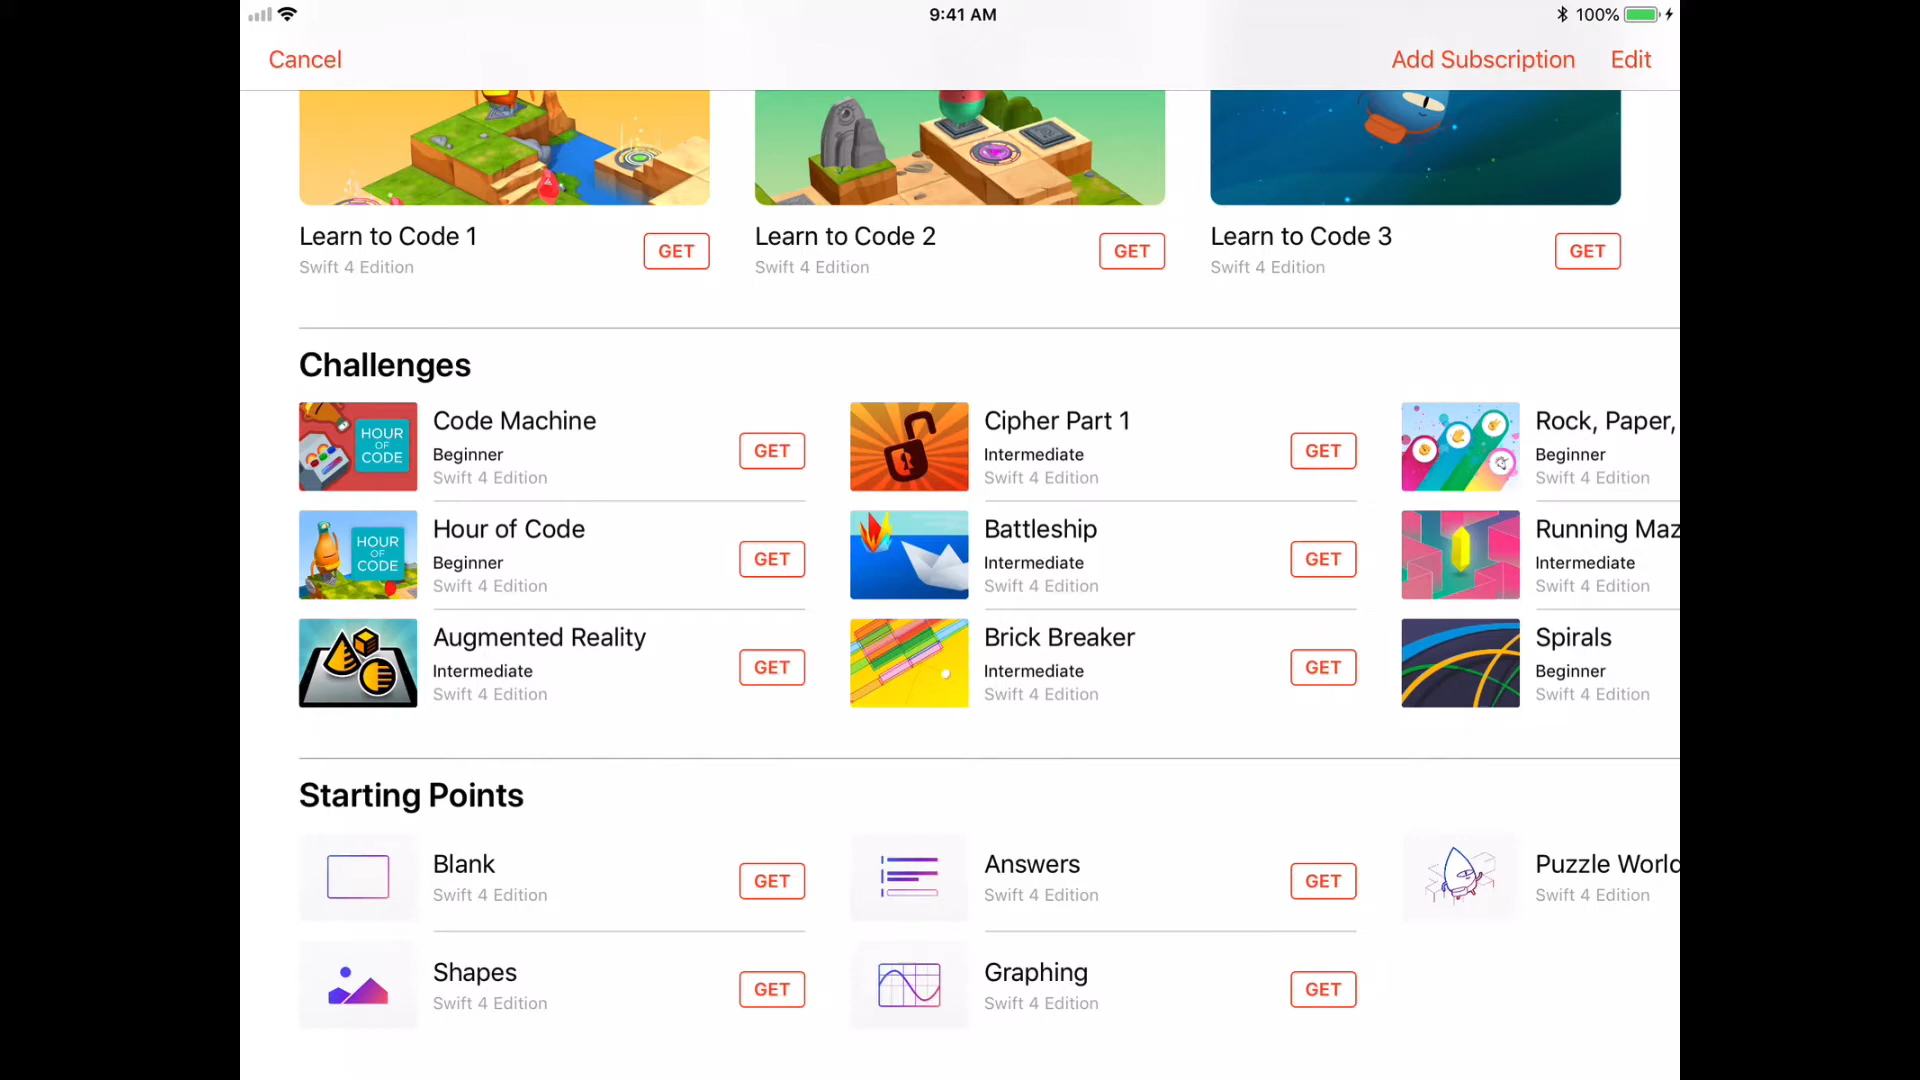 9:41 AM
100%
Cancel
Add Subscription
Edit
Learn to Code 1
Swift 4 Edition
GET
Learn to Code 2
Swift 4 Edition
GET
Learn to Code 3
Swift 4 Edition
GET
Challenges
HOUR
OF
CODE
Code Machine
Beginner
Swift 4 Edition
GET
Cipher Part 1
Intermediate
Swift 4 Edition
GET
Rock, Paper,
Beginner
Swift 4 Edition
HOUR
OF
CODE
Hour of Code
Beginner
Swift 4 Edition
GET
Battleship
Intermediate
Swift 4 Edition
GET
Running Maz
Intermediate
Swift 4 Edition
Augmented Reality
Intermediate
Swift 4 Edition
GET
Brick Breaker
Intermediate
Swift 4 Edition
GET
Spirals
Beginner
Swift 4 Edition
Starting Points
Blank
Swift 4 Edition
GET
Answers
Swift 4 Edition
GET
Puzzle World
Swift 4 Edition
Shapes
Swift 4 Edition
GET
Graphing
Swift 4 Edition
GET